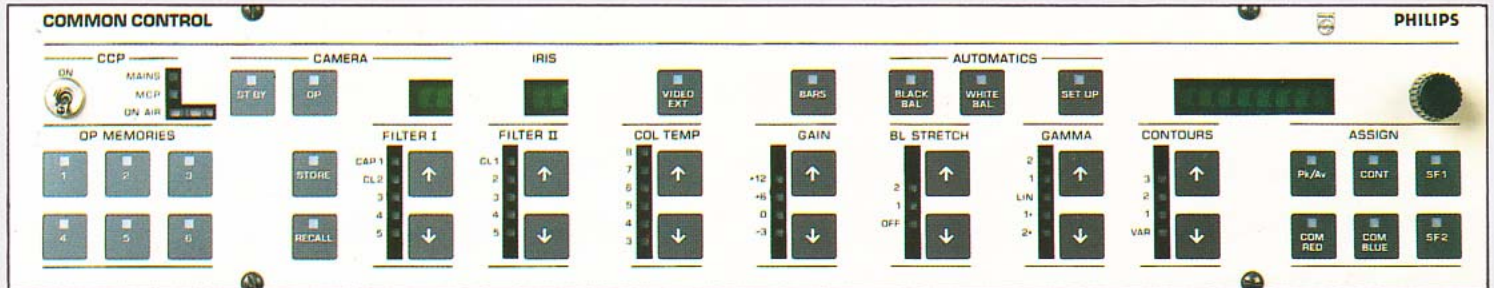 COMMON CONTROL
PHILIPS
CCP
CAMERA
IRIS
AUTOMATICS
ON
MAINS
MCP
ON AIR
ST BY
OP
VIDEO
EXT
BARS
BLACK
BAL
WHITE
BAL
SET UP
OP MEMORIES
FILTER I
FILTER II
COL TEMP
GAIN
BL STRETCH
GAMMA
CONTOURS
ASSIGN
1
2
3
4
5
6
STORE
RECALL
CAP 1
CL 2
3
4
5
↑
↓
CL 1
2
3
4
5
↑
↓
8
7
6
5
4
3
↑
↓
+12
+6
0
-3
↑
↓
2
1
OFF
↑
↓
2
1
LIN
1•
2•
↑
↓
3
2
1
VAR
↑
↓
Pk/Av
CONT
SF1
COM
RED
COM
BLUE
SF2